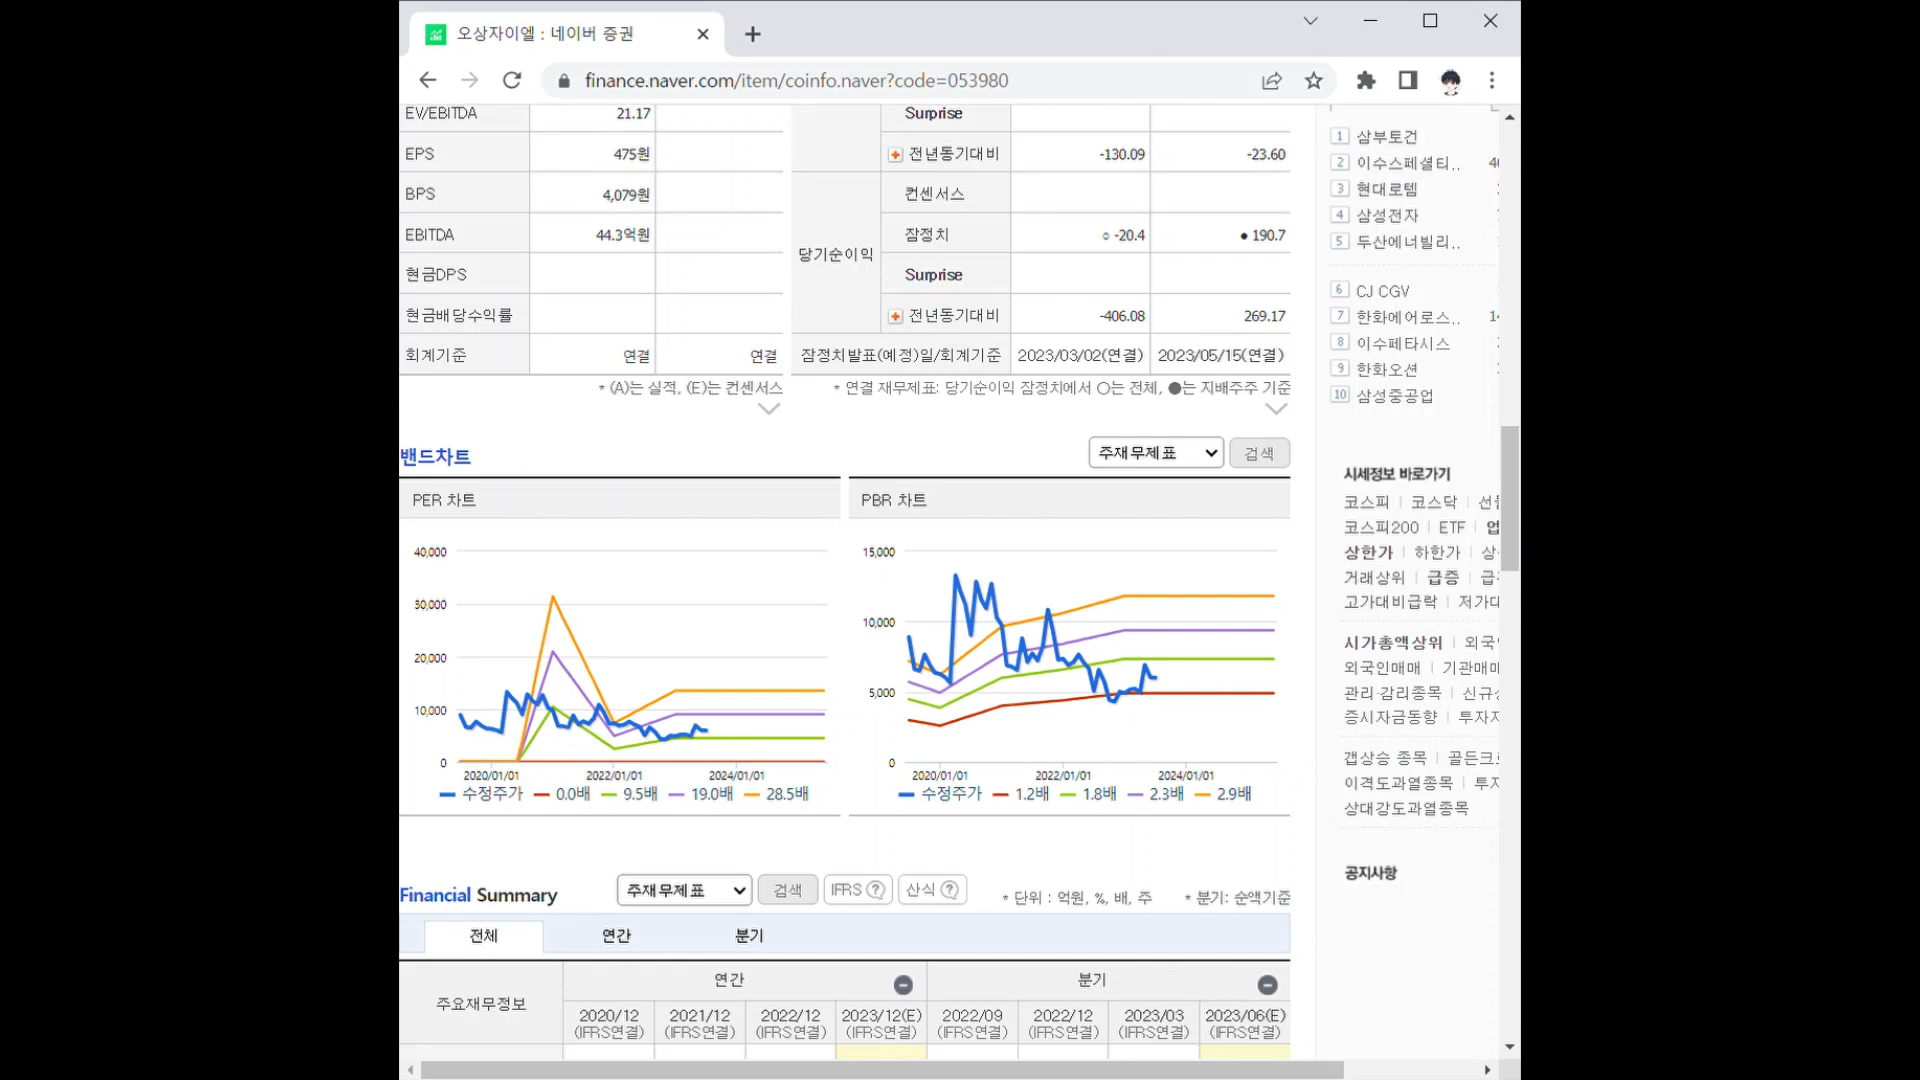 오상자이엘 : 네이버 증권
finance.naver.com/item/coinfo.naver?code=053980
EV/EBITDA 21.17
EPS 475원
BPS 4,079원
EBITDA 44.3억원
현금DPS
현금배당수익률
회계기준 연결 연결
* (A)는 실적, (E)는 컨센서스
Surprise
전년동기대비 -130.09 -23.60
당기순이익
컨센서스
잠정치 ○ -20.4 ● 190.7
Surprise
전년동기대비 -406.08 269.17
잠정치발표(예정)일/회계기준 2023/03/02(연결) 2023/05/15(연결)
* 연결 재무제표: 당기순이익 잠정치에서 ○는 전체, ●는 지배주주 기준
밴드차트
주재무제표 검색
PER 차트
40,000
30,000
20,000
10,000
0
2020/01/01 2022/01/01 2024/01/01
수정주가 0.0배 9.5배 19.0배 28.5배
PBR 차트
15,000
10,000
5,000
0
2020/01/01 2022/01/01 2024/01/01
수정주가 1.2배 1.8배 2.3배 2.9배
Financial Summary
주재무제표 검색 IFRS ? 산식 ?
* 단위 : 억원, %, 배, 주 * 분기: 순액기준
전체 연간 분기
주요재무정보 연간 분기
2020/12 2021/12 2022/12 2023/12(E) 2022/09 2022/12 2023/03 2023/06(E)
(IFRS연결) (IFRS연결) (IFRS연결) (IFRS연결) (IFRS연결) (IFRS연결) (IFRS연결) (IFRS연결)
1 삼부토건
2 이수스페셜티..
3 현대로템
4 삼성전자
5 두산에너빌리..
6 CJ CGV
7 한화에어로스..
8 이수페타시스
9 한화오션
10 삼성중공업
시세정보 바로가기
코스피 | 코스닥 |
코스피200 | ETF |
상한가 | 하한가 |
거래상위 | 급증 |
고가대비급락 |
시가총액상위 |
외국인매매 |
관리·감리종목 |
증시자금동향 |
갭상승 종목 |
이격도과열종목 |
상대강도과열종목
공지사항